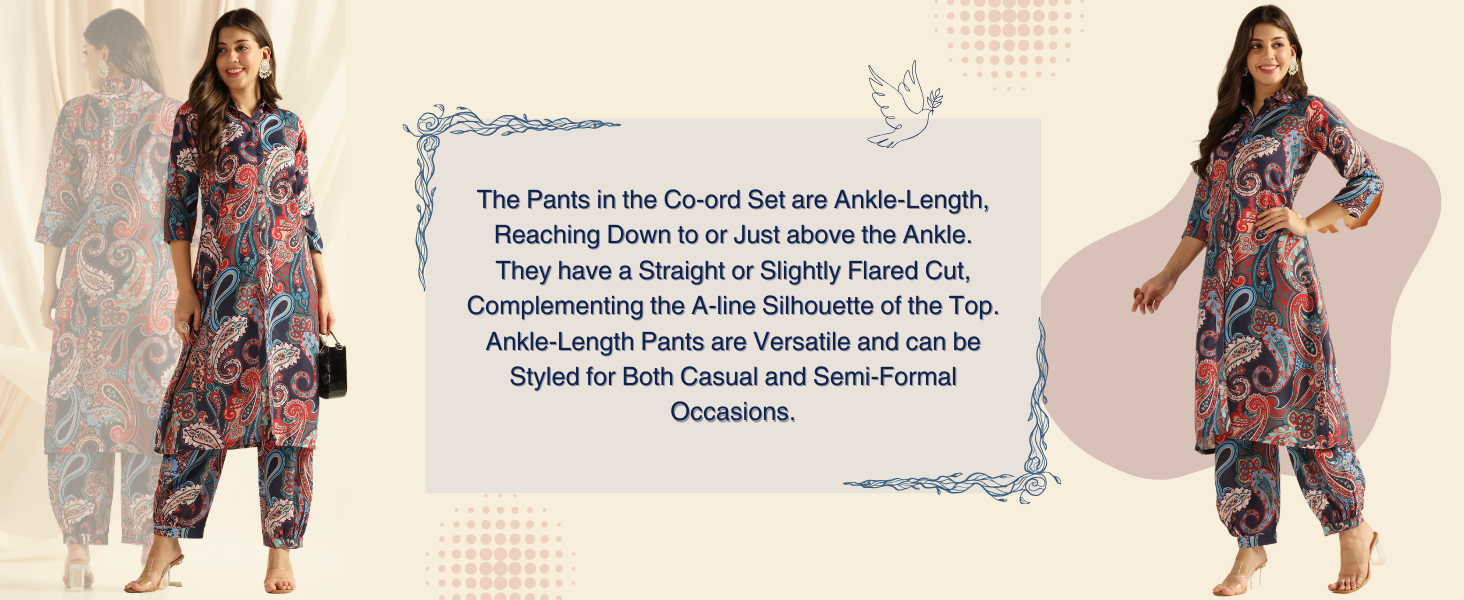 The Pants in the Co-ord Set are Ankle-Length,
Reaching Down to or Just above the Ankle.
They have a Straight or Slightly Flared Cut,
Complementing the A-line Silhouette of the Top.
Ankle-Length Pants are Versatile and can be
Styled for Both Casual and Semi-Formal
Occasions.